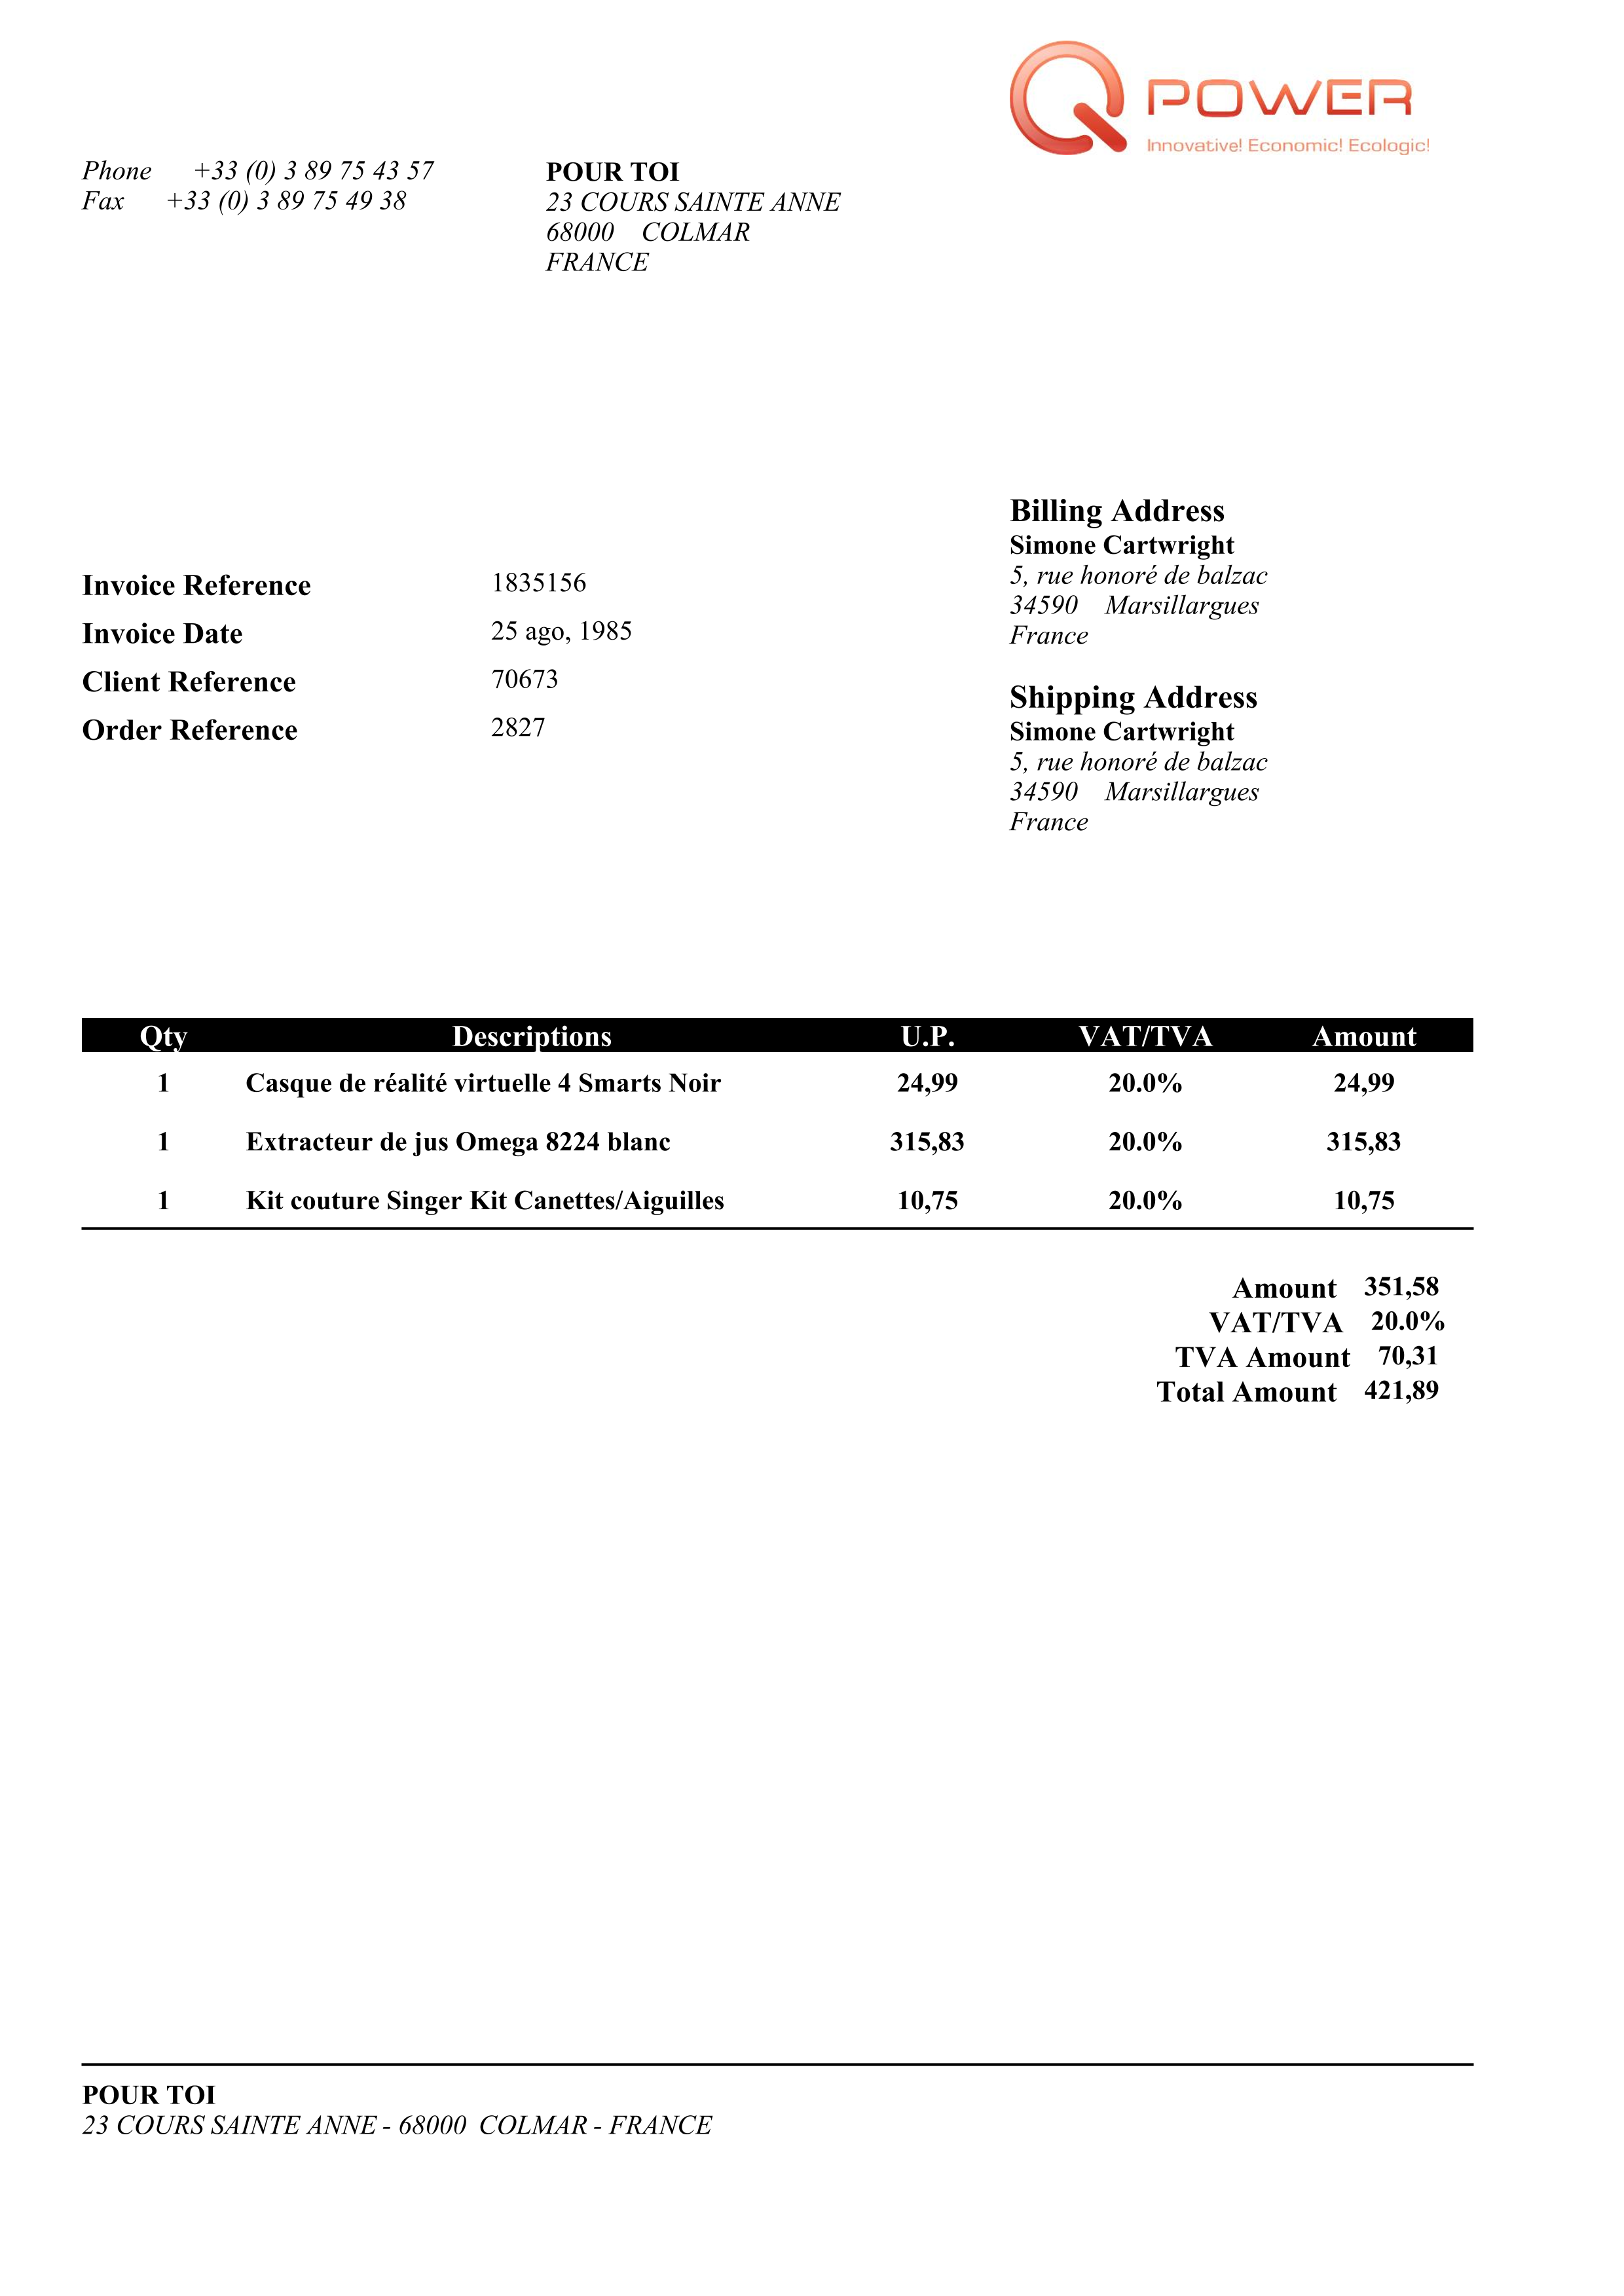 POWER
Innovative! Economic! Ecologic!
Phone +33 (0) 3 89 75 43 57
Fax +33 (0) 3 89 75 49 38
POUR TOI
23 COURS SAINTE ANNE
68000 COLMAR
FRANCE
Billing Address
Simone Cartwright
5, rue honoré de balzac
34590 Marsillargues
France
Invoice Reference 1835156
Invoice Date 25 ago, 1985
Client Reference 70673
Order Reference 2827
Shipping Address
Simone Cartwright
5, rue honoré de balzac
34590 Marsillargues
France
Qty Descriptions U.P. VAT/TVA Amount
1 Casque de réalité virtuelle 4 Smarts Noir 24,99 20.0% 24,99
1 Extracteur de jus Omega 8224 blanc 315,83 20.0% 315,83
1 Kit couture Singer Kit Canettes/Aiguilles 10,75 20.0% 10,75
Amount 351,58
VAT/TVA 20.0%
TVA Amount 70,31
Total Amount 421,89
POUR TOI
23 COURS SAINTE ANNE - 68000 COLMAR - FRANCE